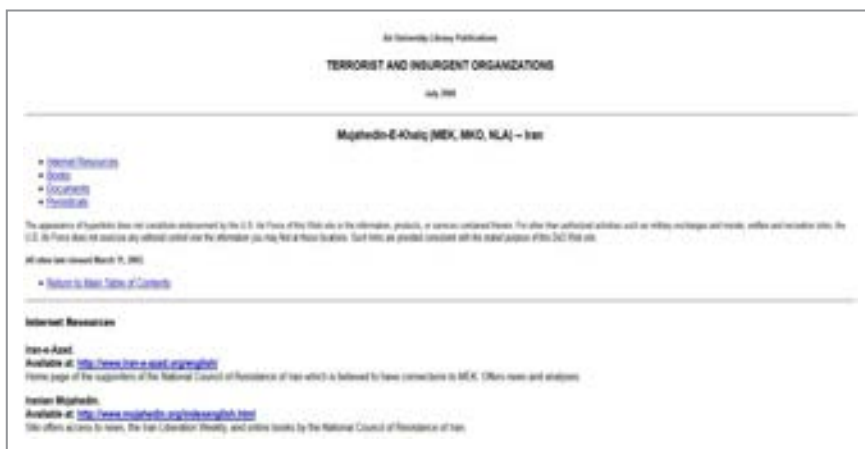 Air University Library Publications
TERRORIST AND INSURGENT ORGANIZATIONS
July
Mujahedin-E-Khalq (MEK, MKO, NLA) -- Iran
Internet Resources
Books
Documents
Periodicals
The appearance of hyperlinks does not constitute endorsement by the U.S. Air Force of this Web site or the information, products, or services contained therein. For other than authorized activities such as military exchanges and morale, welfare and recreation sites, the
U.S. Air Force does not exercise any editorial control over the information you may find at these locations. Such links are provided consistent with the stated purpose of this DoD Web site.
All sites last viewed March 11,
Return to Main Table of Contents
Internet Resources
Iran-e-Azad.
Available at: http://www.iran-e-azad.org/english/
Home page of the supporters of the National Council of Resistance of Iran which is believed to have connections to MEK. Offers news and analyses.
Iranian Mojahedin.
Available at: http://www.mojahedin.org/indexenglish.html
Site offers access to news, the Iran Liberation Weekly, and online books by the National Council of Resistance of Iran.